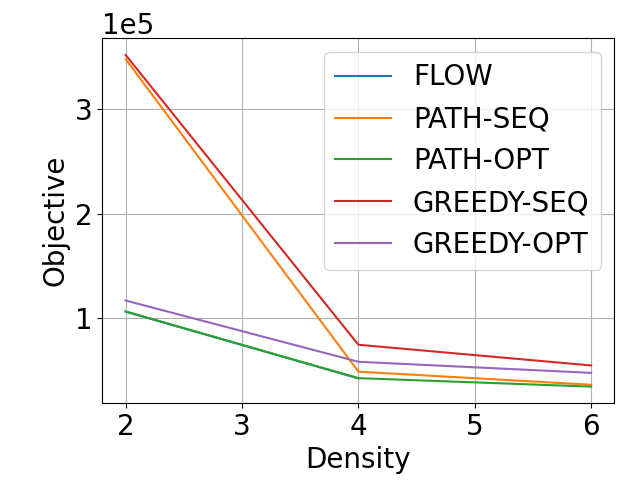 1e5
3
2
1
Objective
FLOW
PATH-SEQ
PATH-OPT
GREEDY-SEQ
GREEDY-OPT
2 3 4 5 6
Density